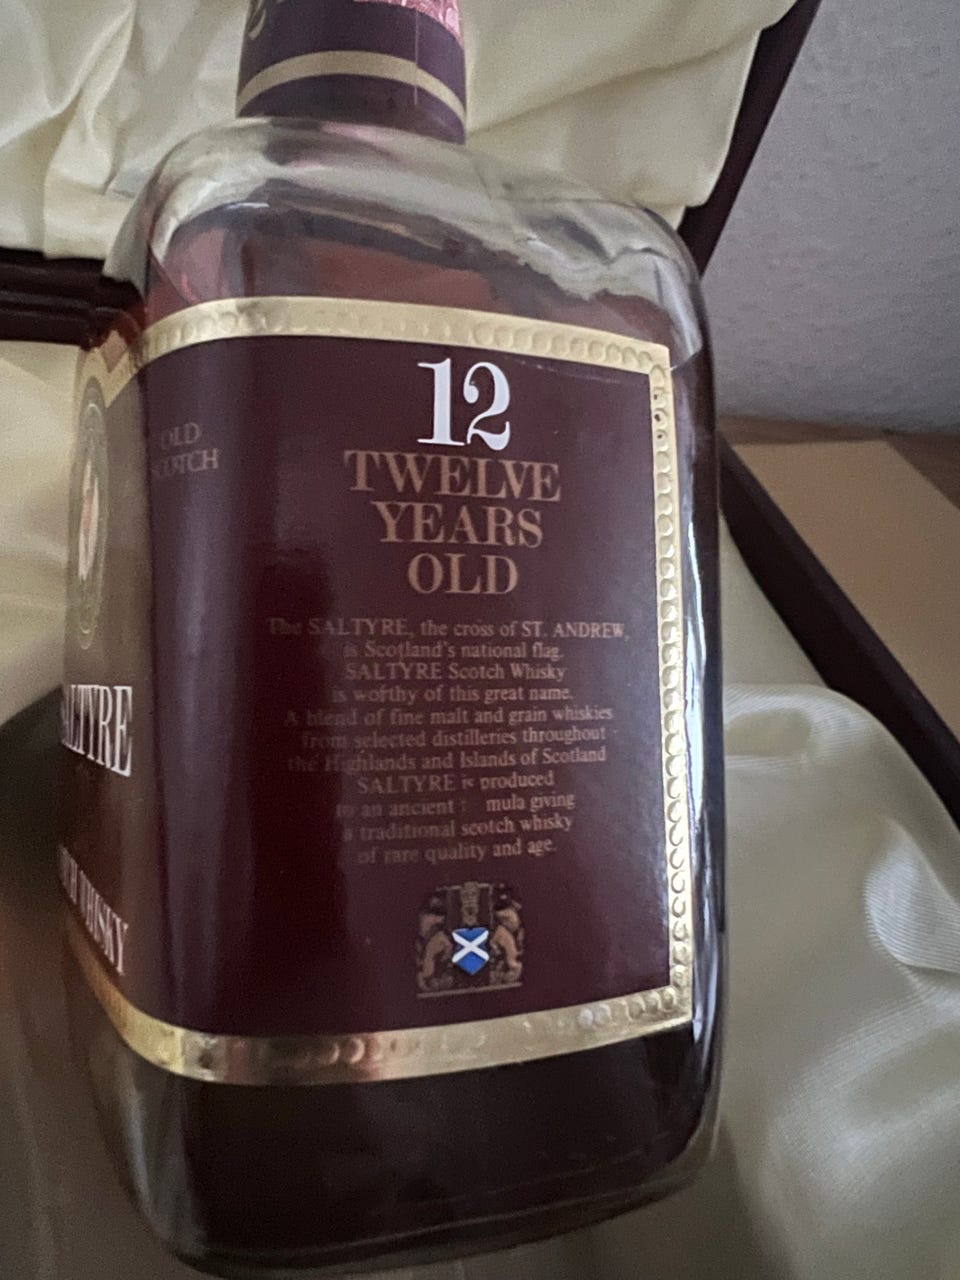 12
TWELVE
YEARS
OLD
The SALTYRE, the cross of ST. ANDREW,
is Scotland's national flag.
SALTYRE Scotch Whisky
is worthy of this great name.
A blend of fine malt and grain whiskies
from selected distilleries throughout
the Highlands and Islands of Scotland
SALTYRE is produced
to an ancient mula giving
a traditional scotch whisky
of rare quality and age.
OLD
SCOTCH
SALTYRE
WHISKY